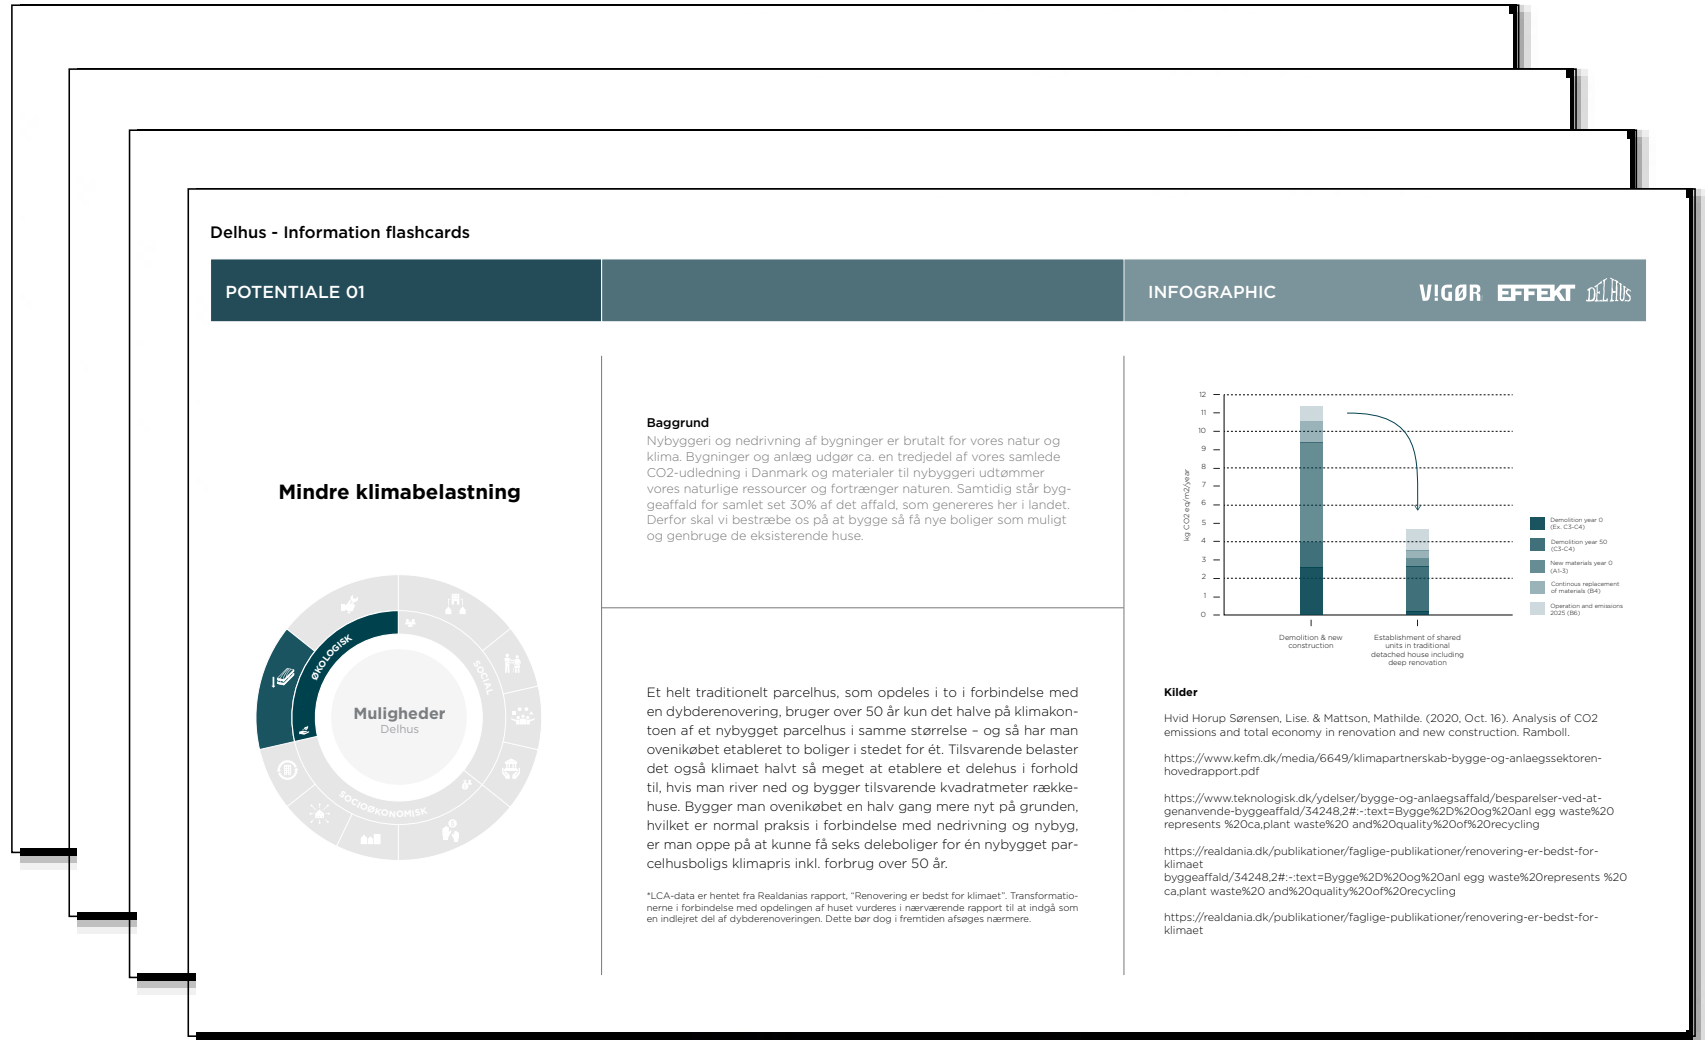 Delhus - Information flashcards
POTENTIALE 01
INFOGRAPHIC
V!GØR EFFEKT DELHUS
Mindre klimabelastning
ØKOLOGISK
SOCIAL
SOCIOØKONOMISK
Muligheder
Delhus
Baggrund
Nybyggeri og nedrivning af bygninger er brutalt for vores natur og
klima. Bygninger og anlæg udgør ca. en tredjedel af vores samlede
CO2-udledning i Danmark og materialer til nybyggeri udtømmer
vores naturlige ressourcer og fortrænger naturen. Samtidig står byg-
geaffald for samlet set 30% af det affald, som genereres her i landet.
Derfor skal vi bestræbe os på at bygge så få nye boliger som muligt
og genbruge de eksisterende huse.
Et helt traditionelt parcelhus, som opdeles i to i forbindelse med
en dybderenovering, bruger over 50 år kun det halve på klimakon-
toen af et nybygget parcelhus i samme størrelse – og så har man
ovenikøbet etableret to boliger i stedet for ét. Tilsvarende belaster
det også klimaet halvt så meget at etablere et delehus i forhold
til, hvis man river ned og bygger tilsvarende kvadratmeter række-
huse. Bygger man ovenikøbet en halv gang mere nyt på grunden,
hvilket er normal praksis i forbindelse med nedrivning og nybyg,
er man oppe på at kunne få seks deleboliger for én nybygget par-
celhusboligs klimapris inkl. forbrug over 50 år.
*LCA-data er hentet fra Realdanias rapport, "Renovering er bedst for klimaet". Transformatio-
nerne i forbindelse med opdelingen af huset vurderes i nærværende rapport til at indgå som
en indlejret del af dybderenoveringen. Dette bør dog i fremtiden afsøges nærmere.
kg CO2 eq/m2/year
12
11
10
9
8
7
6
5
4
3
2
1
0
Demolition & new
construction
Establishment of shared
units in traditional
detached house including
deep renovation
Demolition year 0
(Ex. C3-C4)
Demolition year 50
(C3-C4)
New materials year 0
(A1-3)
Continous replacement
of materials (B4)
Operation and emissions
2025 (B6)
Kilder
Hvid Horup Sørensen, Lise. & Mattson, Mathilde. (2020, Oct. 16). Analysis of CO2
emissions and total economy in renovation and new construction. Ramboll.
https://www.kefm.dk/media/6649/klimapartnerskab-bygge-og-anlaegssektoren-
hovedrapport.pdf
https://www.teknologisk.dk/ydelser/bygge-og-anlaegsaffald/besparelser-ved-at-
genanvende-byggeaffald/34248,2#:-:text=Bygge%2D%20og%20anl egg waste%20
represents %20ca,plant waste%20 and%20quality%20of%20recycling
https://realdania.dk/publikationer/faglige-publikationer/renovering-er-bedst-for-
klimaet
byggeaffald/34248,2#:-:text=Bygge%2D%20og%20anl egg waste%20represents %20
ca,plant waste%20 and%20quality%20of%20recycling
https://realdania.dk/publikationer/faglige-publikationer/renovering-er-bedst-for-
klimaet